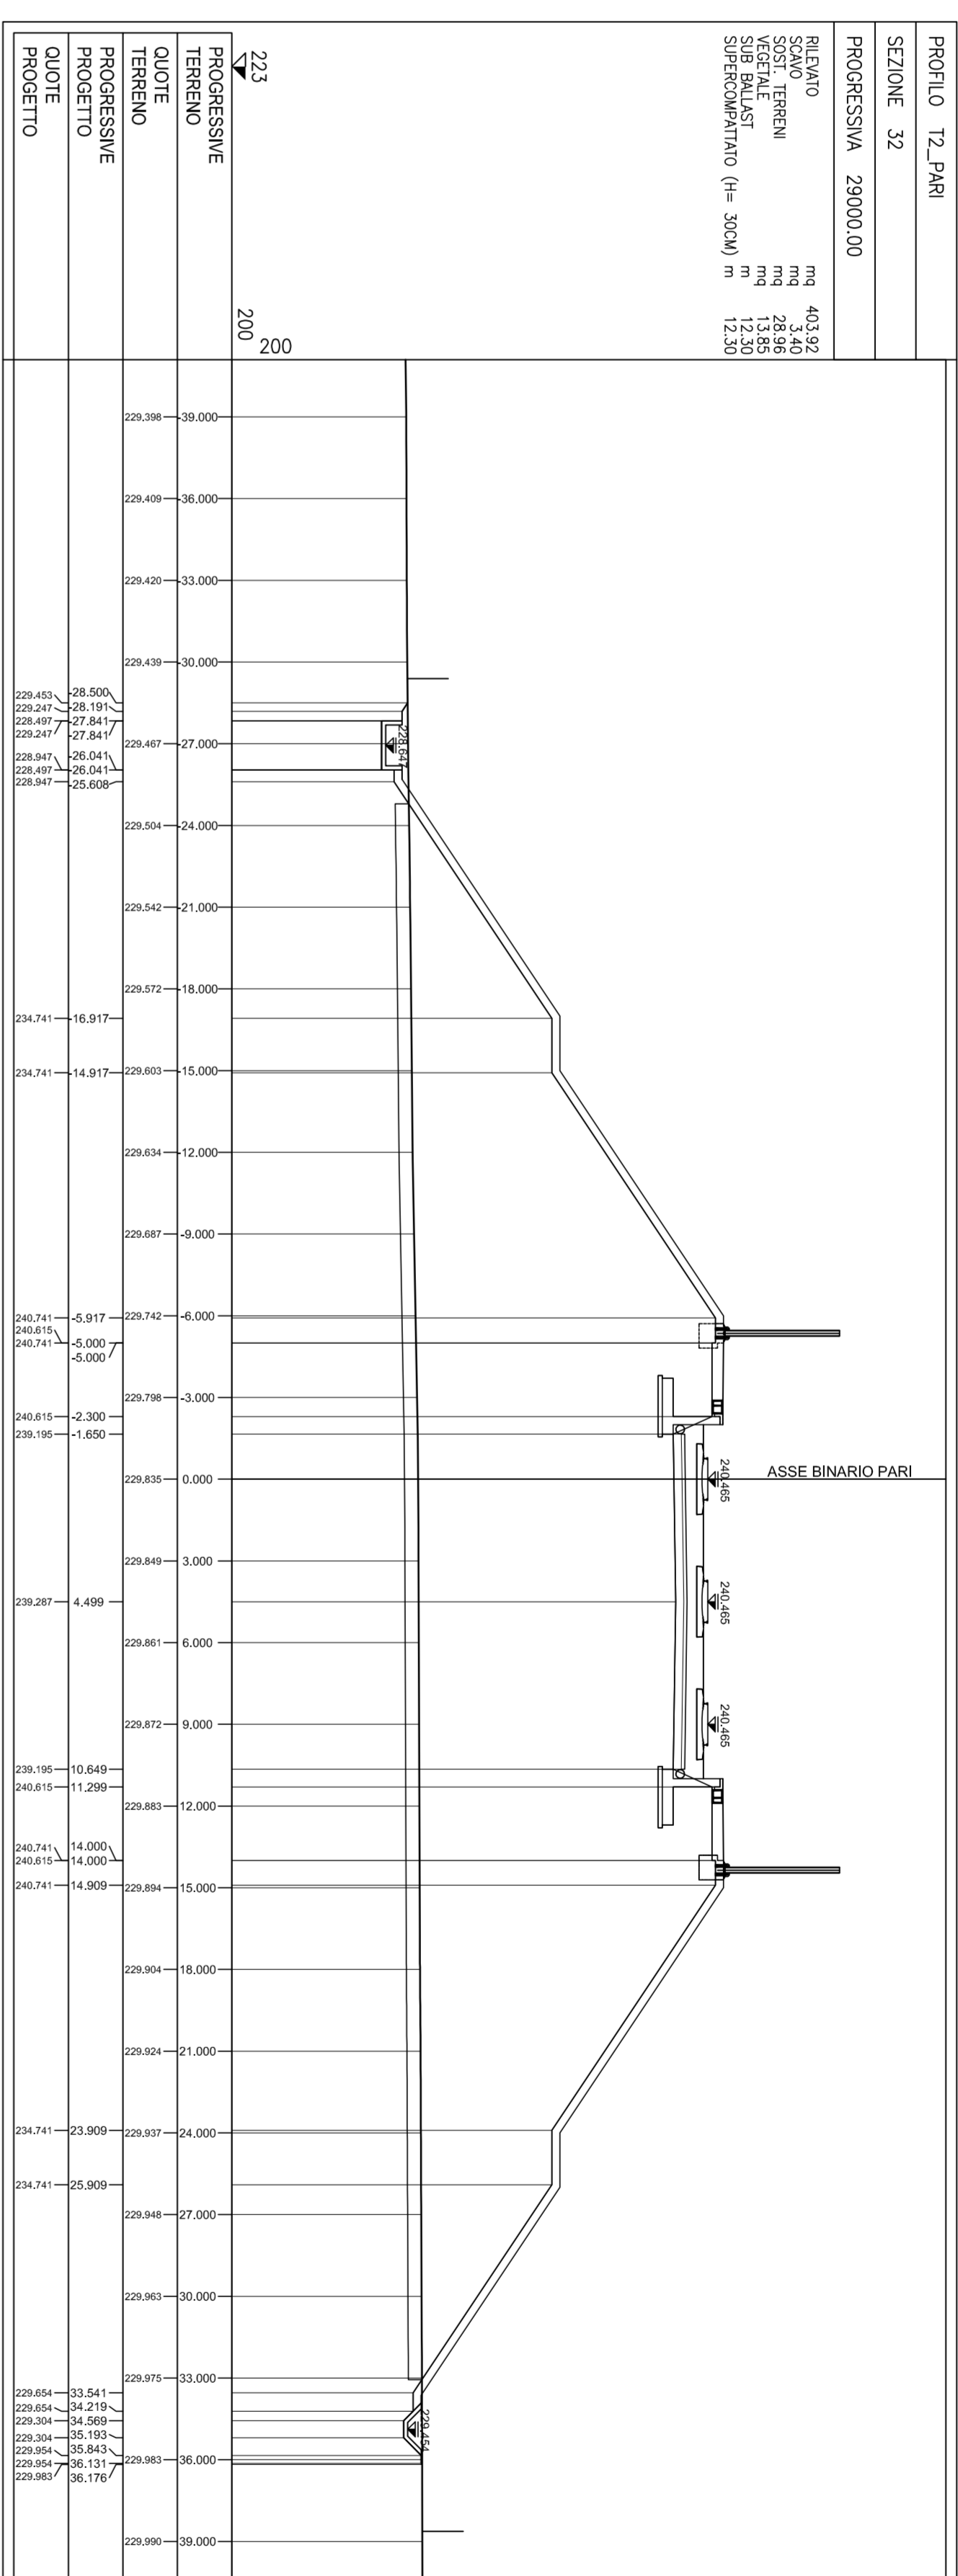 PROFILO T2_PARI
SEZIONE 32
PROGRESSIVA 29000.00
RILEVATO mq 403.92
SCAVO mq 3.40
SOST. TERRENI mq 28.96
VEGETALE mq 13.85
SUB BALLAST m 12.30
SUPERCOMPATTATO (H= 30CM) m 12.30
ASSE BINARIO PARI
240.465 240.465 240.465
228.647
229.454
200
200
223
PROGRESSIVE TERRENO
-39.000 -36.000 -33.000 -30.000 -27.000 -24.000 -21.000 -18.000 -15.000 -12.000 -9.000 -6.000 -3.000 0.000 3.000 6.000 9.000 12.000 15.000 18.000 21.000 24.000 27.000 30.000 33.000 36.000 39.000
QUOTE TERRENO
229.398 229.409 229.420 229.439 229.467 229.504 229.542 229.572 229.603 229.634 229.687 229.742 229.798 229.835 229.849 229.861 229.872 229.883 229.894 229.904 229.924 229.937 229.948 229.963 229.975 229.983 229.990
PROGRESSIVE PROGETTO
-28.500 -28.191 -27.841 -27.841 -26.041 -26.041 -25.608 -16.917 -14.917 -5.917 -5.000 -5.000 -2.300 -1.650 4.499 10.649 11.299 14.000 14.000 14.909 23.909 25.909 33.541 34.219 34.569 35.193 35.843 36.131 36.176
QUOTE PROGETTO
229.453 229.247 228.497 229.247 228.947 228.497 228.947 234.741 234.741 240.741 240.615 240.741 240.615 239.195 239.287 239.195 240.615 240.741 240.615 240.741 234.741 234.741 229.654 229.654 229.304 229.304 229.954 229.954 229.983